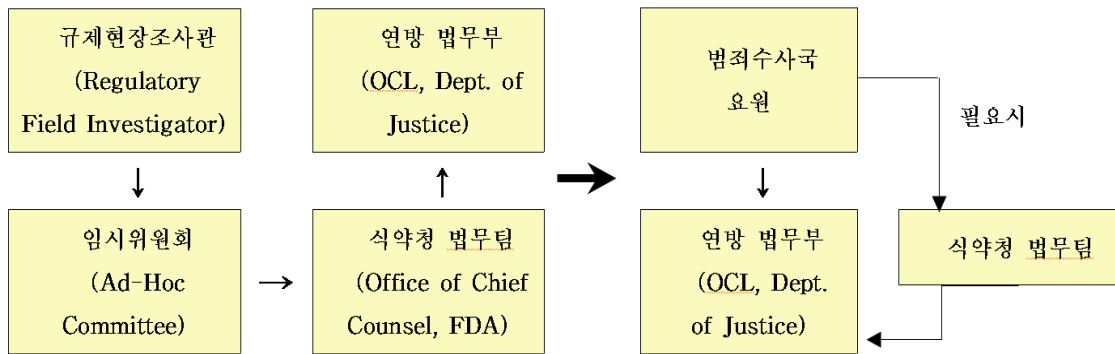 규제현장조사관
(Regulatory
Field Investigator)
연방 법무부
(OCL, Dept. of
Justice)
범죄수사국
요원
필요시
임시위원회
(Ad-Hoc
Committee)
식약청 법무팀
(Office of Chief
Counsel, FDA)
연방 법무부
(OCL, Dept.
of Justice)
식약청 법무팀